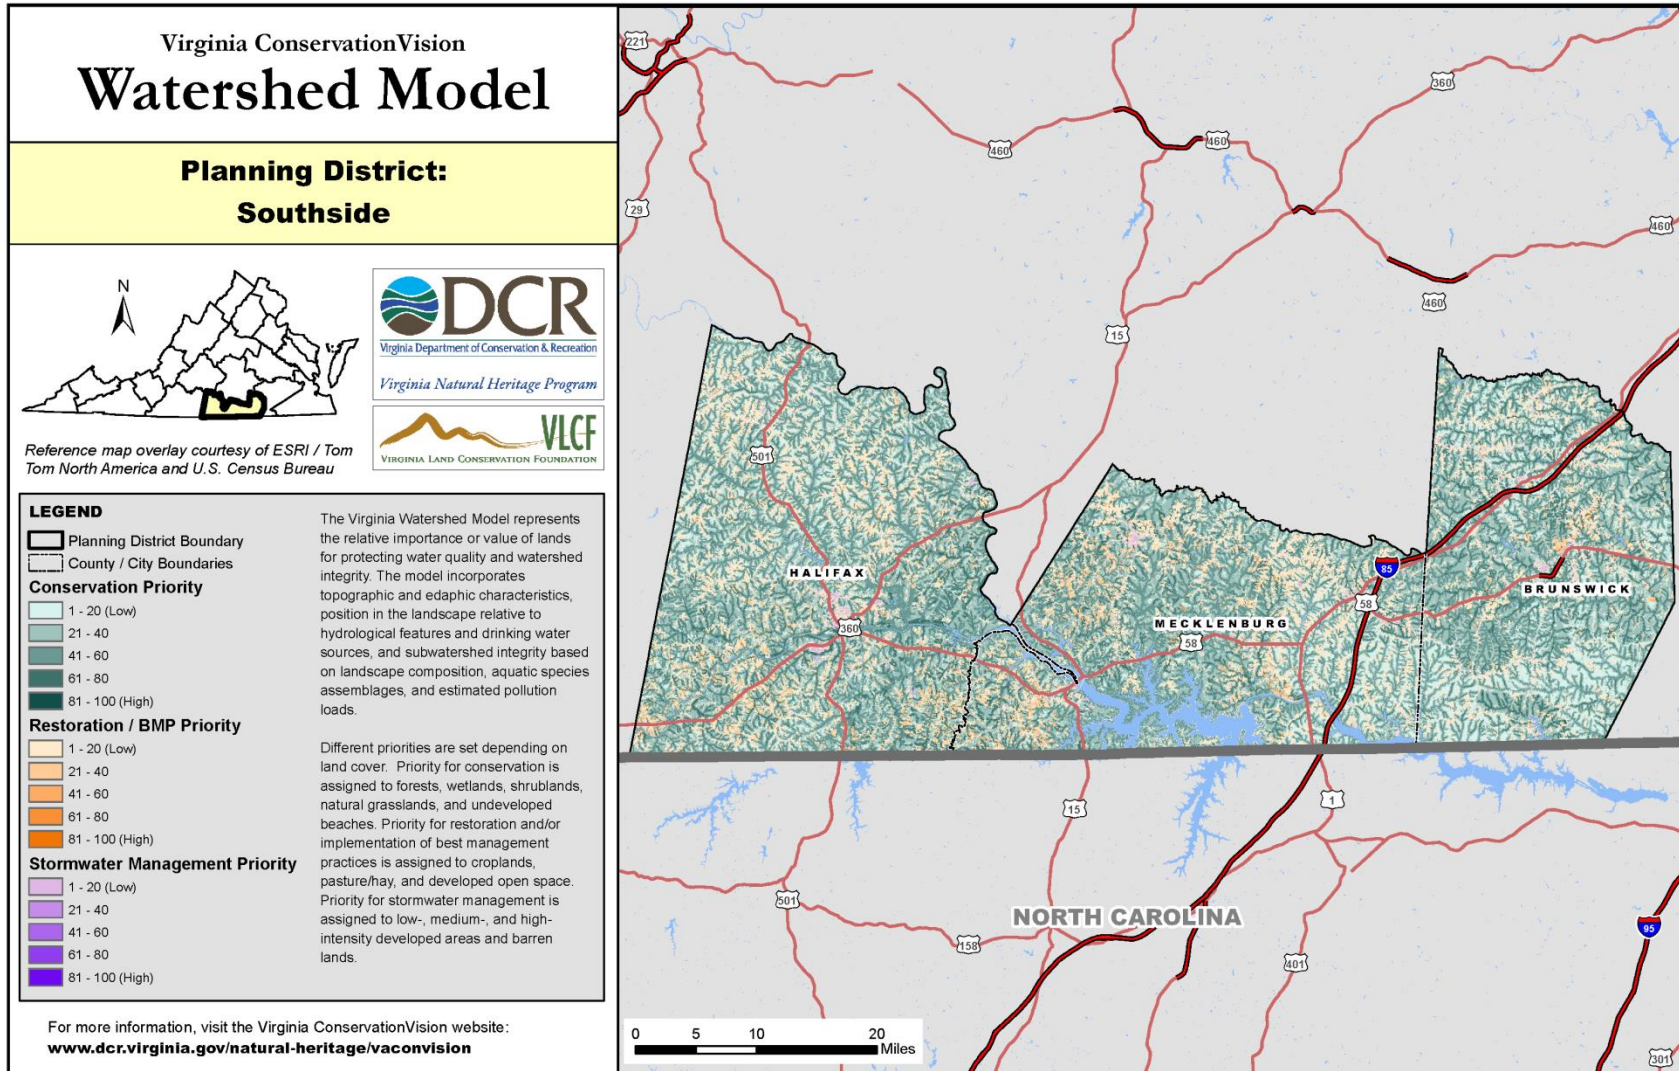 Virginia ConservationVision
Watershed Model
Planning District:
Southside
N
DCR
Virginia Department of Conservation & Recreation
Virginia Natural Heritage Program
VLCF
VIRGINIA LAND CONSERVATION FOUNDATION
Reference map overlay courtesy of ESRI / Tom
Tom North America and U.S. Census Bureau
LEGEND
Planning District Boundary
County / City Boundaries
Conservation Priority
1 - 20 (Low)
21 - 40
41 - 60
61 - 80
81 - 100 (High)
Restoration / BMP Priority
1 - 20 (Low)
21 - 40
41 - 60
61 - 80
81 - 100 (High)
Stormwater Management Priority
1 - 20 (Low)
21 - 40
41 - 60
61 - 80
81 - 100 (High)
The Virginia Watershed Model represents
the relative importance or value of lands
for protecting water quality and watershed
integrity. The model incorporates
topographic and edaphic characteristics,
position in the landscape relative to
hydrological features and drinking water
sources, and subwatershed integrity based
on landscape composition, aquatic species
assemblages, and estimated pollution
loads.
Different priorities are set depending on
land cover. Priority for conservation is
assigned to forests, wetlands, shrublands,
natural grasslands, and undeveloped
beaches. Priority for restoration and/or
implementation of best management
practices is assigned to croplands,
pasture/hay, and developed open space.
Priority for stormwater management is
assigned to low-, medium-, and high-
intensity developed areas and barren
lands.
For more information, visit the Virginia ConservationVision website:
www.dcr.virginia.gov/natural-heritage/vaconvision
221
360
460
460
29
460
460
15
501
85
HALIFAX
BRUNSWICK
58
360
MECKLENBURG
58
1
15
501
NORTH CAROLINA
158
95
401
301
0 5 10 20
Miles